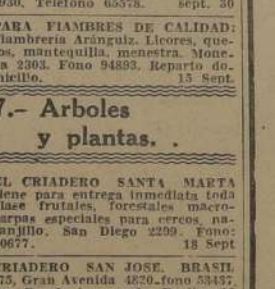 930, Teléfono 65578. sept. 30
PARA FIAMBRES DE CALIDAD:
Fiambrería Aránguiz. Licores, que-
sos, mantequilla, menestra. Mone-
da 2303. Fono 94893. Reparto do-
micilio. 15 Sept.
7.— Arboles
y plantas. .
EL CRIADERO SANTA MARTA
tiene para entrega inmediata toda
clase frutales, forestales macro-
carpas especiales para cercos, na-
ranjillo, San Diego 2299. Fono:
60677. 18 Sept
CRIADERO SAN JOSE, BRASIL
75, Gran Avenida 4820-fono 53437,